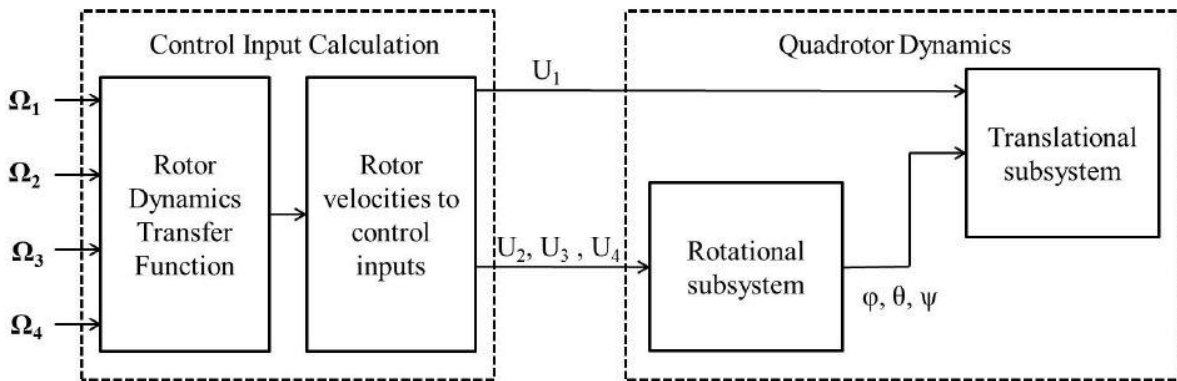 Control Input Calculation
Quadrotor Dynamics
Ω1
Ω2
Ω3
Ω4
Rotor
Dynamics
Transfer
Function
Rotor
velocities to
control
inputs
U1
U2, U3 , U4
Rotational
subsystem
φ, θ, ψ
Translational
subsystem